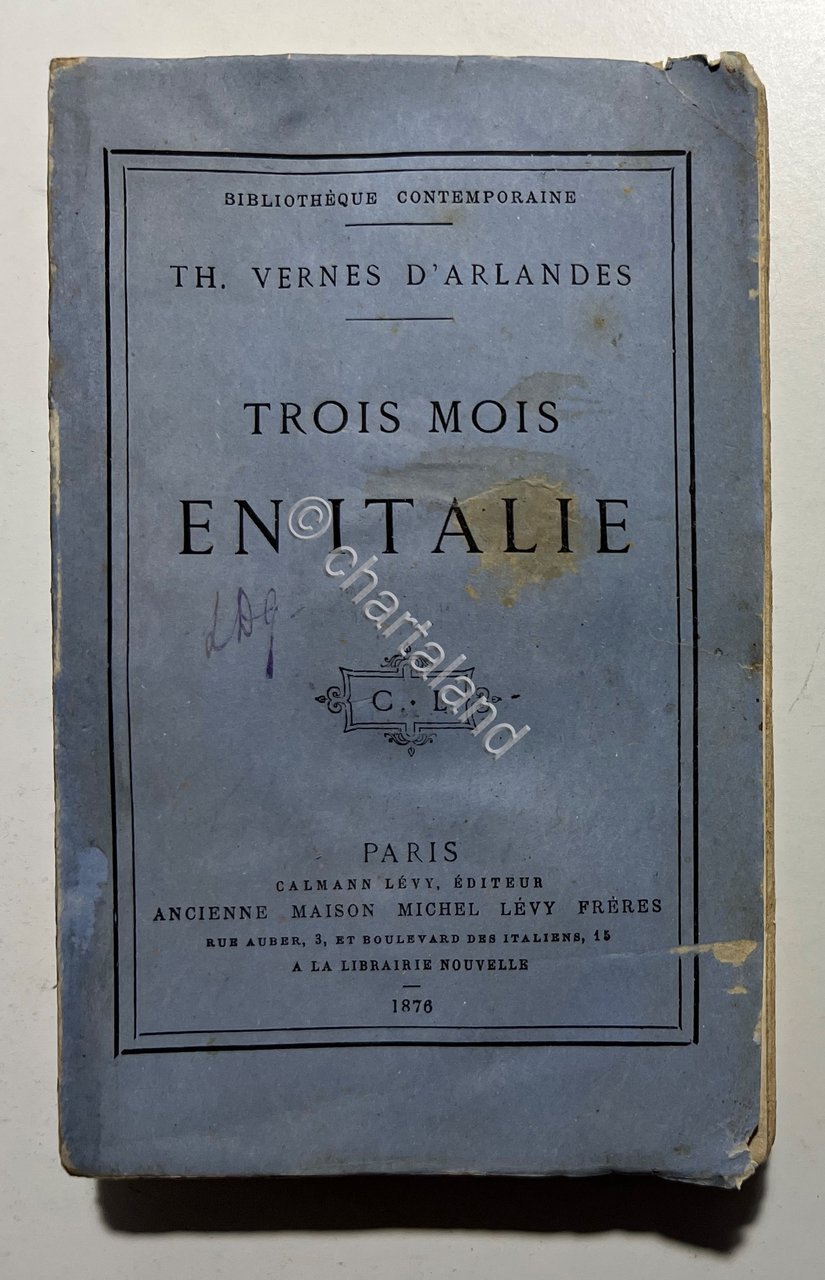 BIBLIOTHÈQUE CONTEMPORAINE
TH. VERNES D'ARLANDES
TROIS MOIS
EN ITALIE
© chartaland
C. L
PARIS
CALMANN LÉVY, ÉDITEUR
ANCIENNE MAISON MICHEL LÉVY FRÈRES
RUE AUBER, 3, ET BOULEVARD DES ITALIENS, 15
A LA LIBRAIRIE NOUVELLE
1876